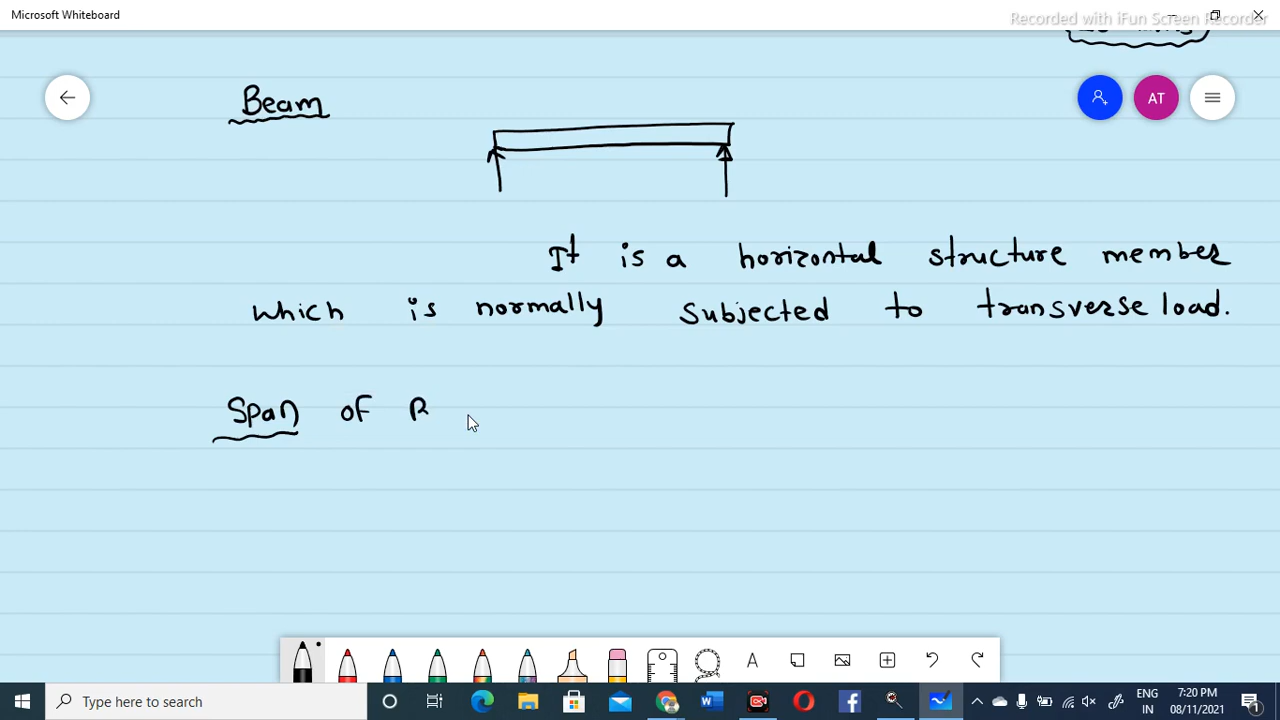 Microsoft Whiteboard
Recorded with iFun Screen Recorder
Beam
AT
It is a horizontal structure member
which is normally subjected to transverse load.
Span of B
A
Type here to search
ENG
IN
7:20 PM
08/11/2021
1